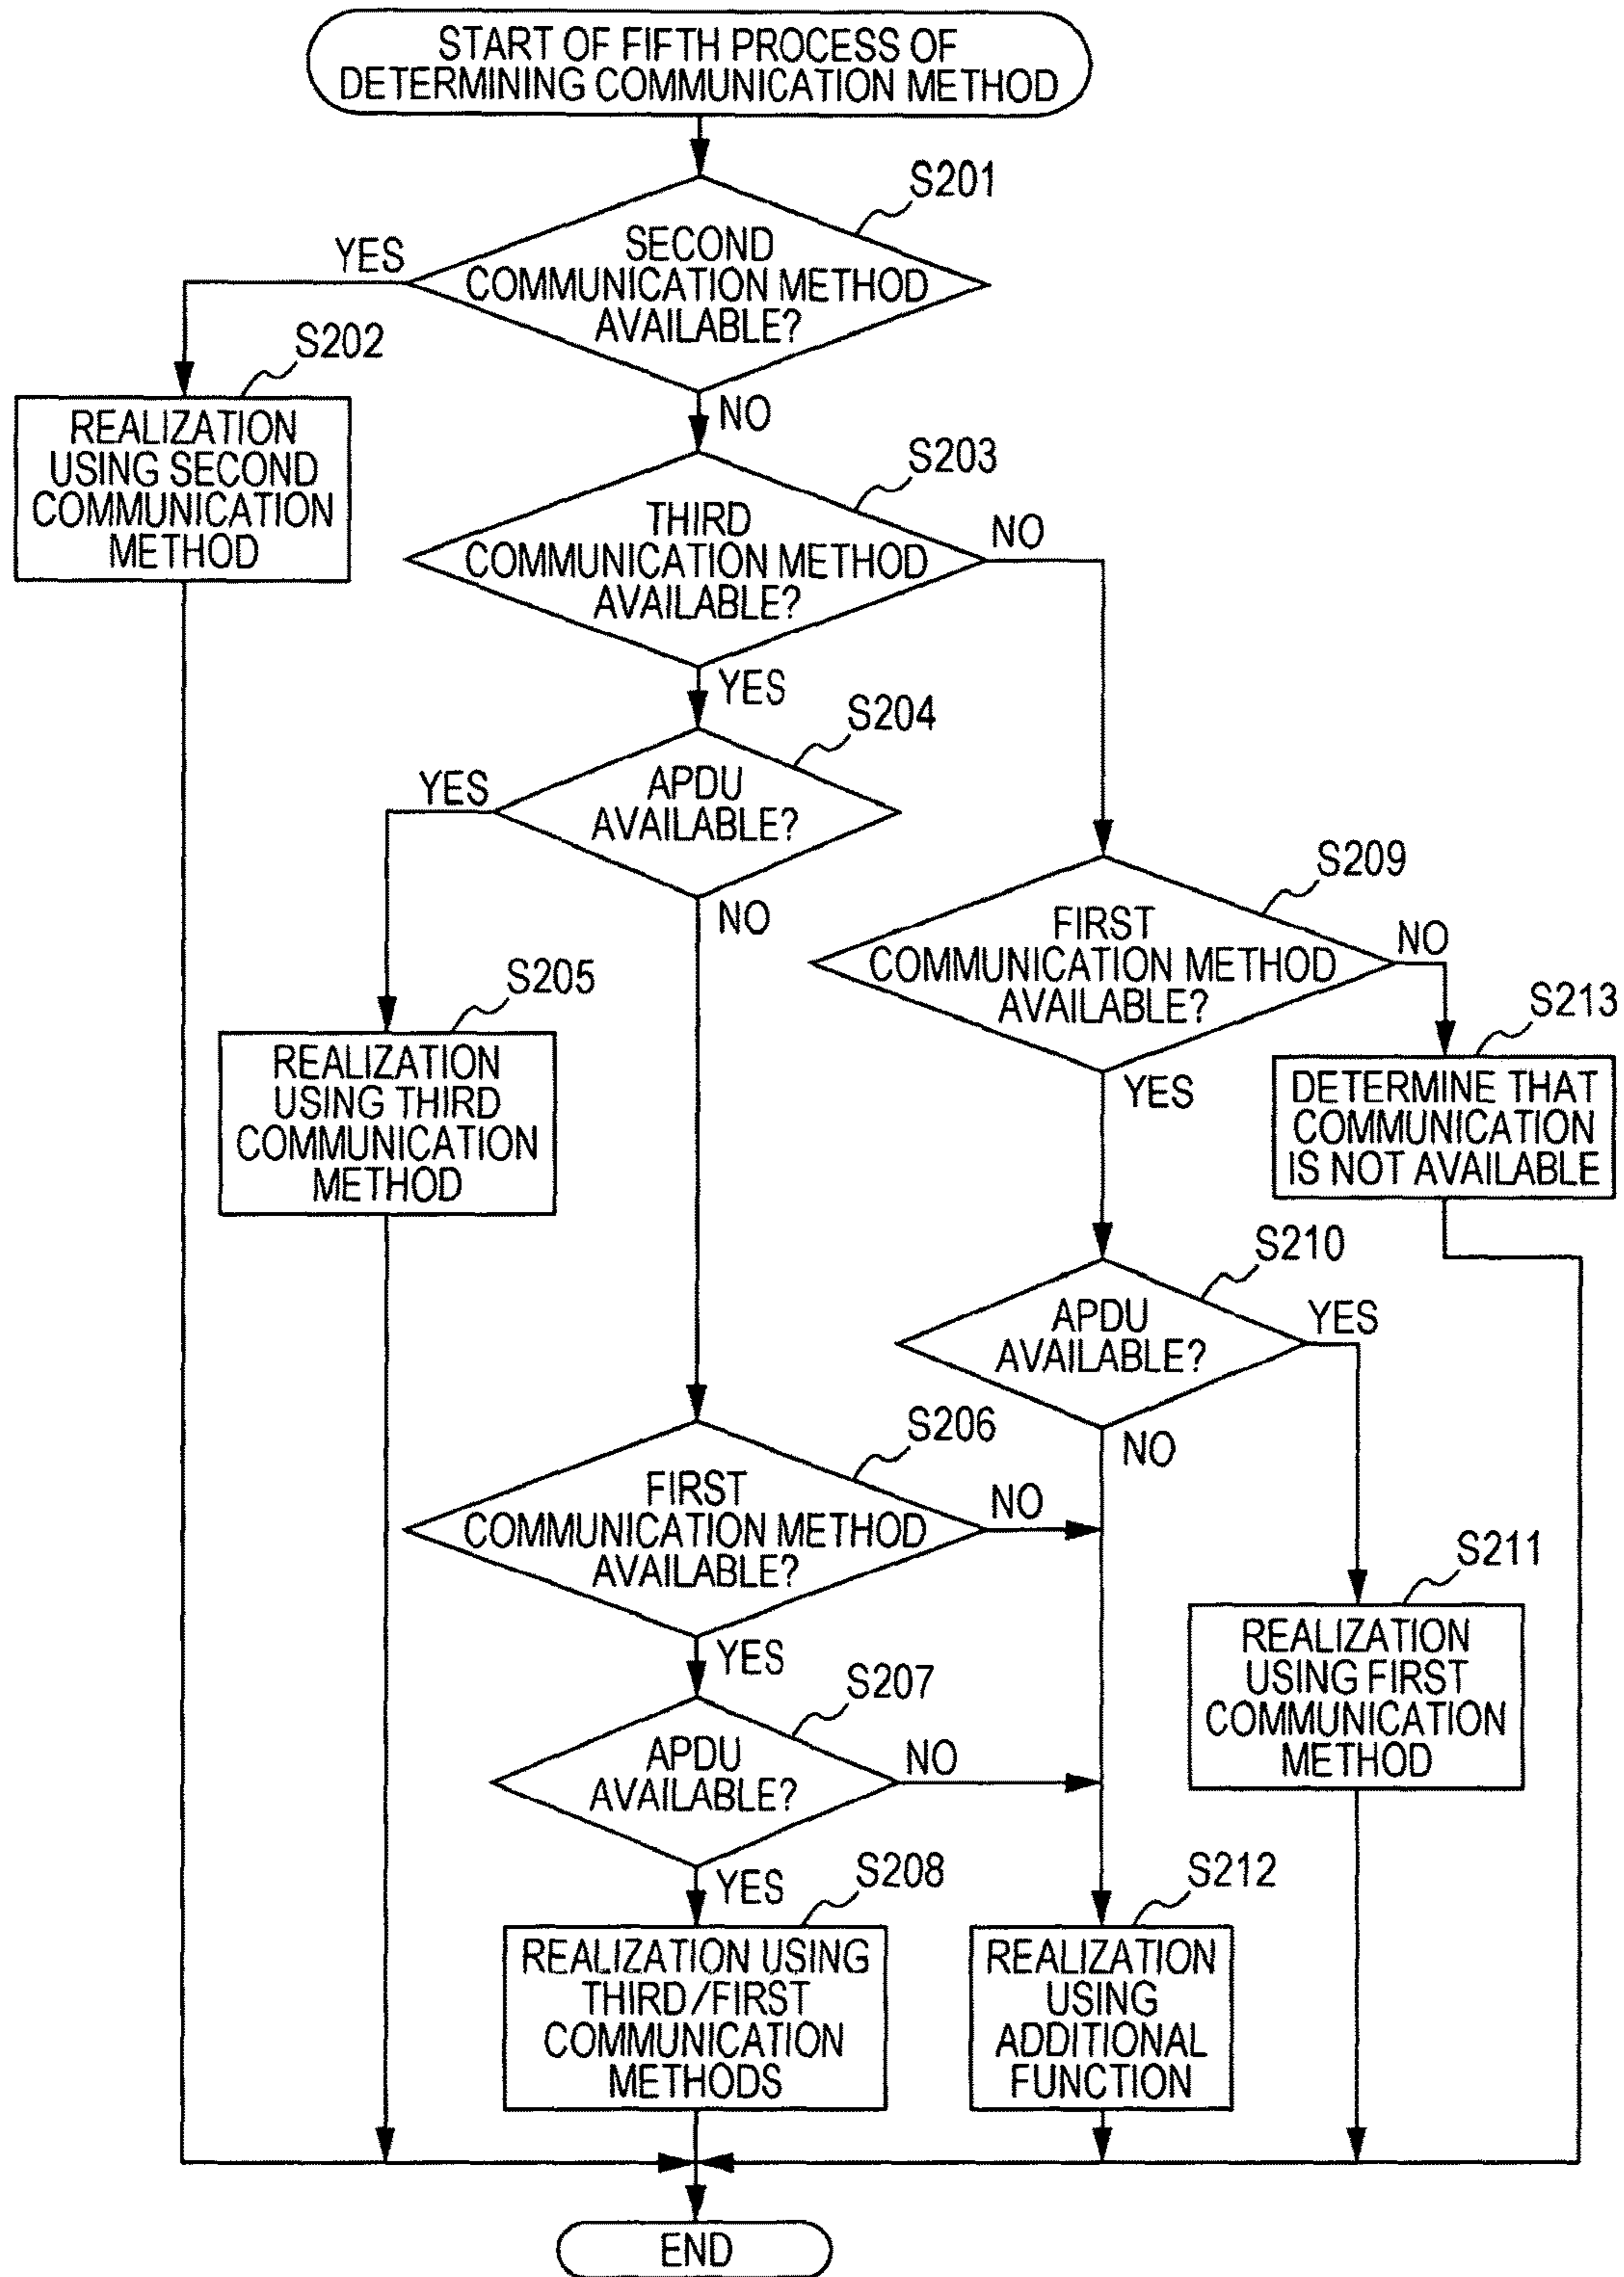 START OF FIFTH PROCESS OF
DETERMINING COMMUNICATION METHOD
S201
SECOND
COMMUNICATION METHOD
AVAILABLE?
YES
NO
S202
REALIZATION
USING SECOND
COMMUNICATION
METHOD
S203
THIRD
COMMUNICATION METHOD
AVAILABLE?
NO
YES
S204
APDU
AVAILABLE?
YES
NO
S205
REALIZATION
USING THIRD
COMMUNICATION
METHOD
S209
FIRST
COMMUNICATION METHOD
AVAILABLE?
NO
YES
S213
DETERMINE THAT
COMMUNICATION
IS NOT AVAILABLE
S210
APDU
AVAILABLE?
YES
NO
S206
FIRST
COMMUNICATION METHOD
AVAILABLE?
NO
YES
S211
REALIZATION
USING FIRST
COMMUNICATION
METHOD
S207
APDU
AVAILABLE?
NO
YES
S208
REALIZATION USING
THIRD/FIRST
COMMUNICATION
METHODS
S212
REALIZATION
USING
ADDITIONAL
FUNCTION
END